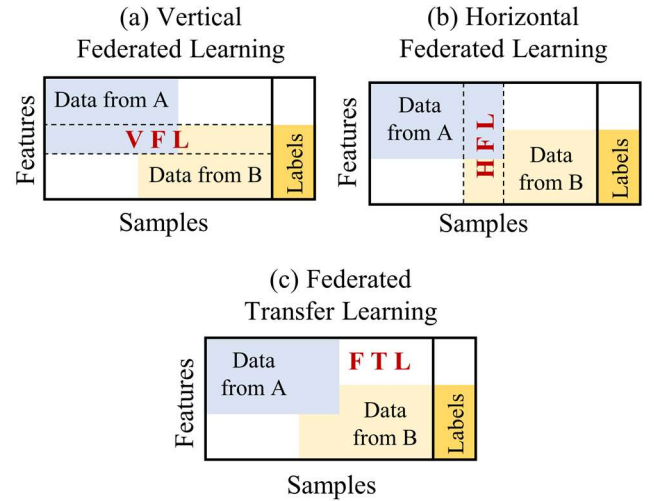 (a) Vertical
Federated Learning
Features
Data from A
V F L
Data from B
Labels
Samples
(b) Horizontal
Federated Learning
Features
Data
from A
H F L
Data
from B
Labels
Samples
(c) Federated
Transfer Learning
Features
Data
from A
F T L
Data
from B
Labels
Samples